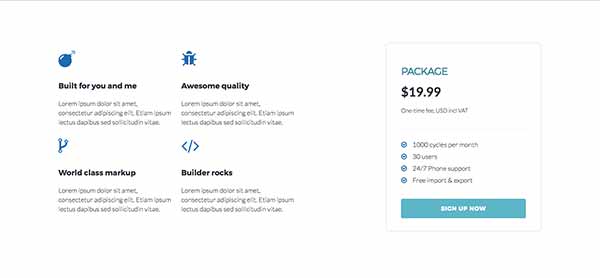 Built for you and me
Lorem ipsum dolor sit amet,
consectetur adipiscing elit. Etiam ipsum
lectus dapibus sed sollicitudin vitae.
Awesome quality
Lorem ipsum dolor sit amet,
consectetur adipiscing elit. Etiam ipsum
lectus dapibus sed sollicitudin vitae.
World class markup
Lorem ipsum dolor sit amet,
consectetur adipiscing elit. Etiam ipsum
lectus dapibus sed sollicitudin vitae.
Builder rocks
Lorem ipsum dolor sit amet,
consectetur adipiscing elit. Etiam ipsum
lectus dapibus sed sollicitudin vitae.
PACKAGE
$19.99
One-time fee, USD incl VAT
1000 cycles per month
30 users
24/7 Phone support
Free import & export
SIGN UP NOW